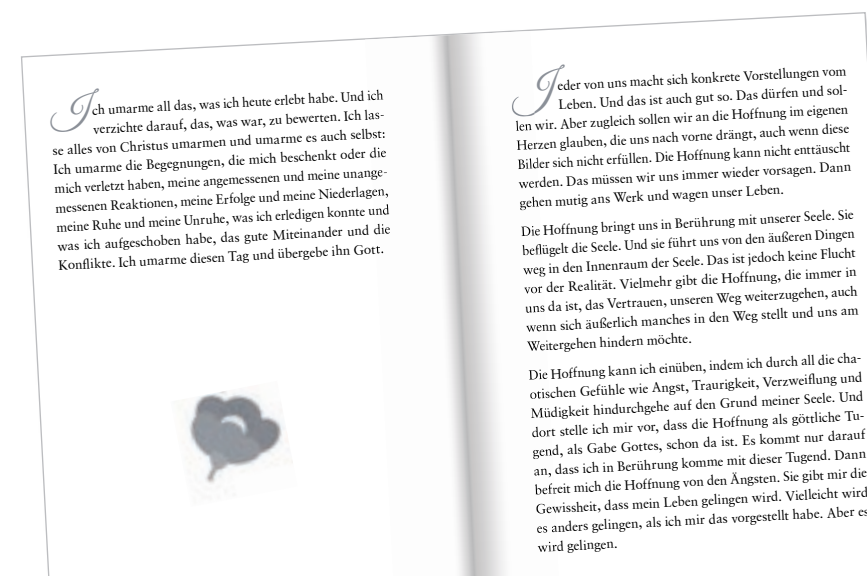 Ich umarme all das, was ich heute erlebt habe. Und ich
verzichte darauf, das, was war, zu bewerten. Ich las-
se alles von Christus umarmen und umarme es auch selbst:
Ich umarme die Begegnungen, die mich beschenkt oder die
mich verletzt haben, meine angemessenen und meine unange-
messenen Reaktionen, meine Erfolge und meine Niederlagen,
meine Ruhe und meine Unruhe, was ich erledigen konnte und
was ich aufgeschoben habe, das gute Miteinander und die
Konflikte. Ich umarme diesen Tag und übergebe ihn Gott.
Jeder von uns macht sich konkrete Vorstellungen vom
Leben. Und das ist auch gut so. Das dürfen und sol-
len wir. Aber zugleich sollen wir an die Hoffnung im eigenen
Herzen glauben, die uns nach vorne drängt, auch wenn diese
Bilder sich nicht erfüllen. Die Hoffnung kann nicht enttäuscht
werden. Das müssen wir uns immer wieder vorsagen. Dann
gehen mutig ans Werk und wagen unser Leben.
Die Hoffnung bringt uns in Berührung mit unserer Seele. Sie
beflügelt die Seele. Und sie führt uns von den äußeren Dingen
weg in den Innenraum der Seele. Das ist jedoch keine Flucht
vor der Realität. Vielmehr gibt die Hoffnung, die immer in
uns da ist, das Vertrauen, unseren Weg weiterzugehen, auch
wenn sich äußerlich manches in den Weg stellt und uns am
Weitergehen hindern möchte.
Die Hoffnung kann ich einüben, indem ich durch all die cha-
otischen Gefühle wie Angst, Traurigkeit, Verzweiflung und
Müdigkeit hindurchgehe auf den Grund meiner Seele. Und
dort stelle ich mir vor, dass die Hoffnung als göttliche Tu-
gend, als Gabe Gottes, schon da ist. Es kommt nur darauf
an, dass ich in Berührung komme mit dieser Tugend. Dann
befreit mich die Hoffnung von den Ängsten. Sie gibt mir die
Gewissheit, dass mein Leben gelingen wird. Vielleicht wird
es anders gelingen, als ich mir das vorgestellt habe. Aber es
wird gelingen.